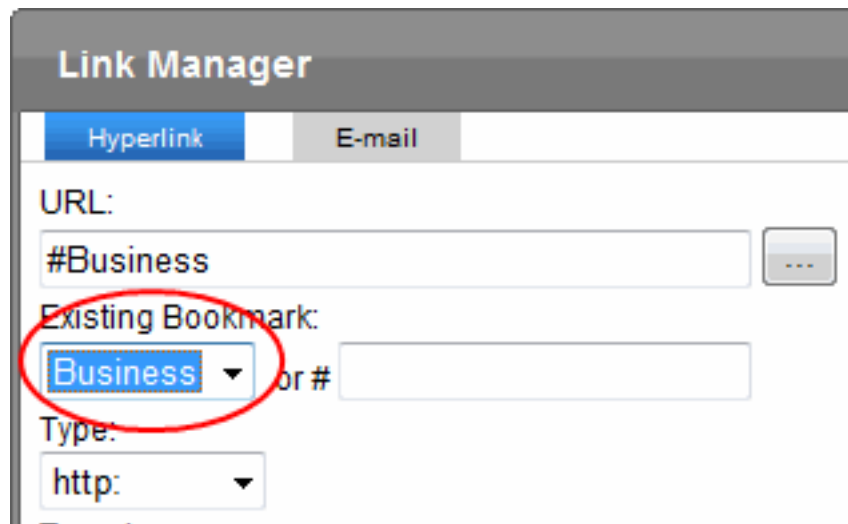 Link Manager
Hyperlink E-mail
URL:
#Business ...
Existing Bookmark:
Business or #
Type:
http: